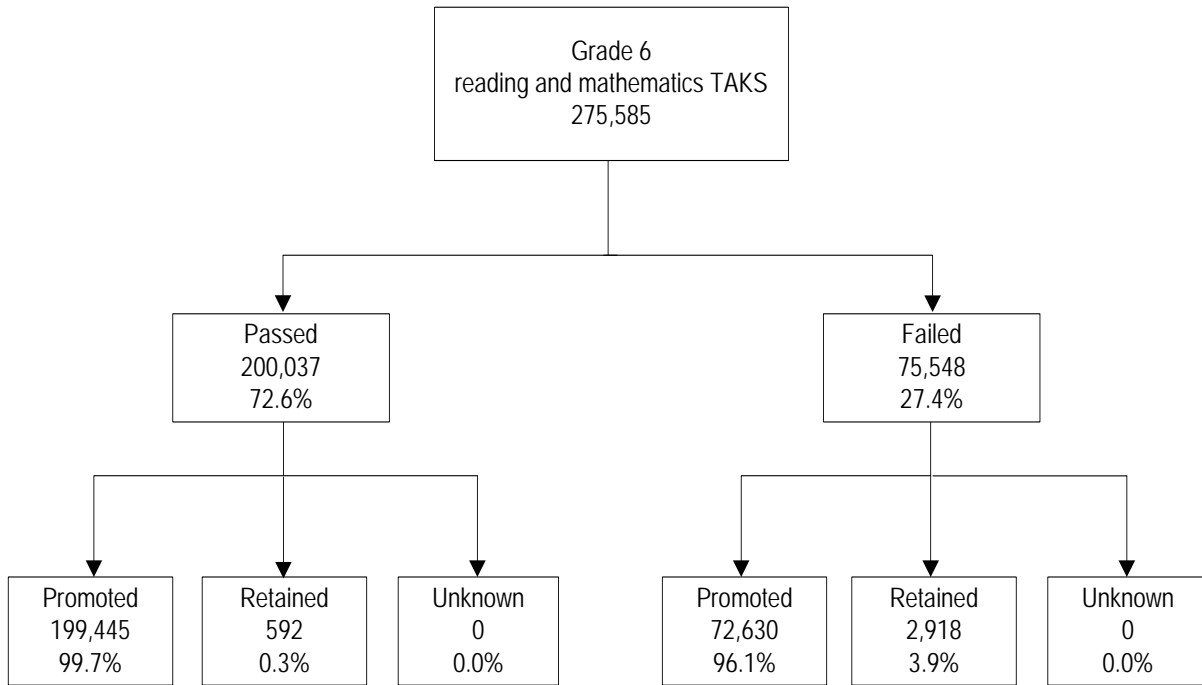 Grade 6
reading and mathematics TAKS
275,585
Passed
200,037
72.6%
Failed
75,548
27.4%
Promoted
199,445
99.7%
Retained
592
0.3%
Unknown
0
0.0%
Promoted
72,630
96.1%
Retained
2,918
3.9%
Unknown
0
0.0%